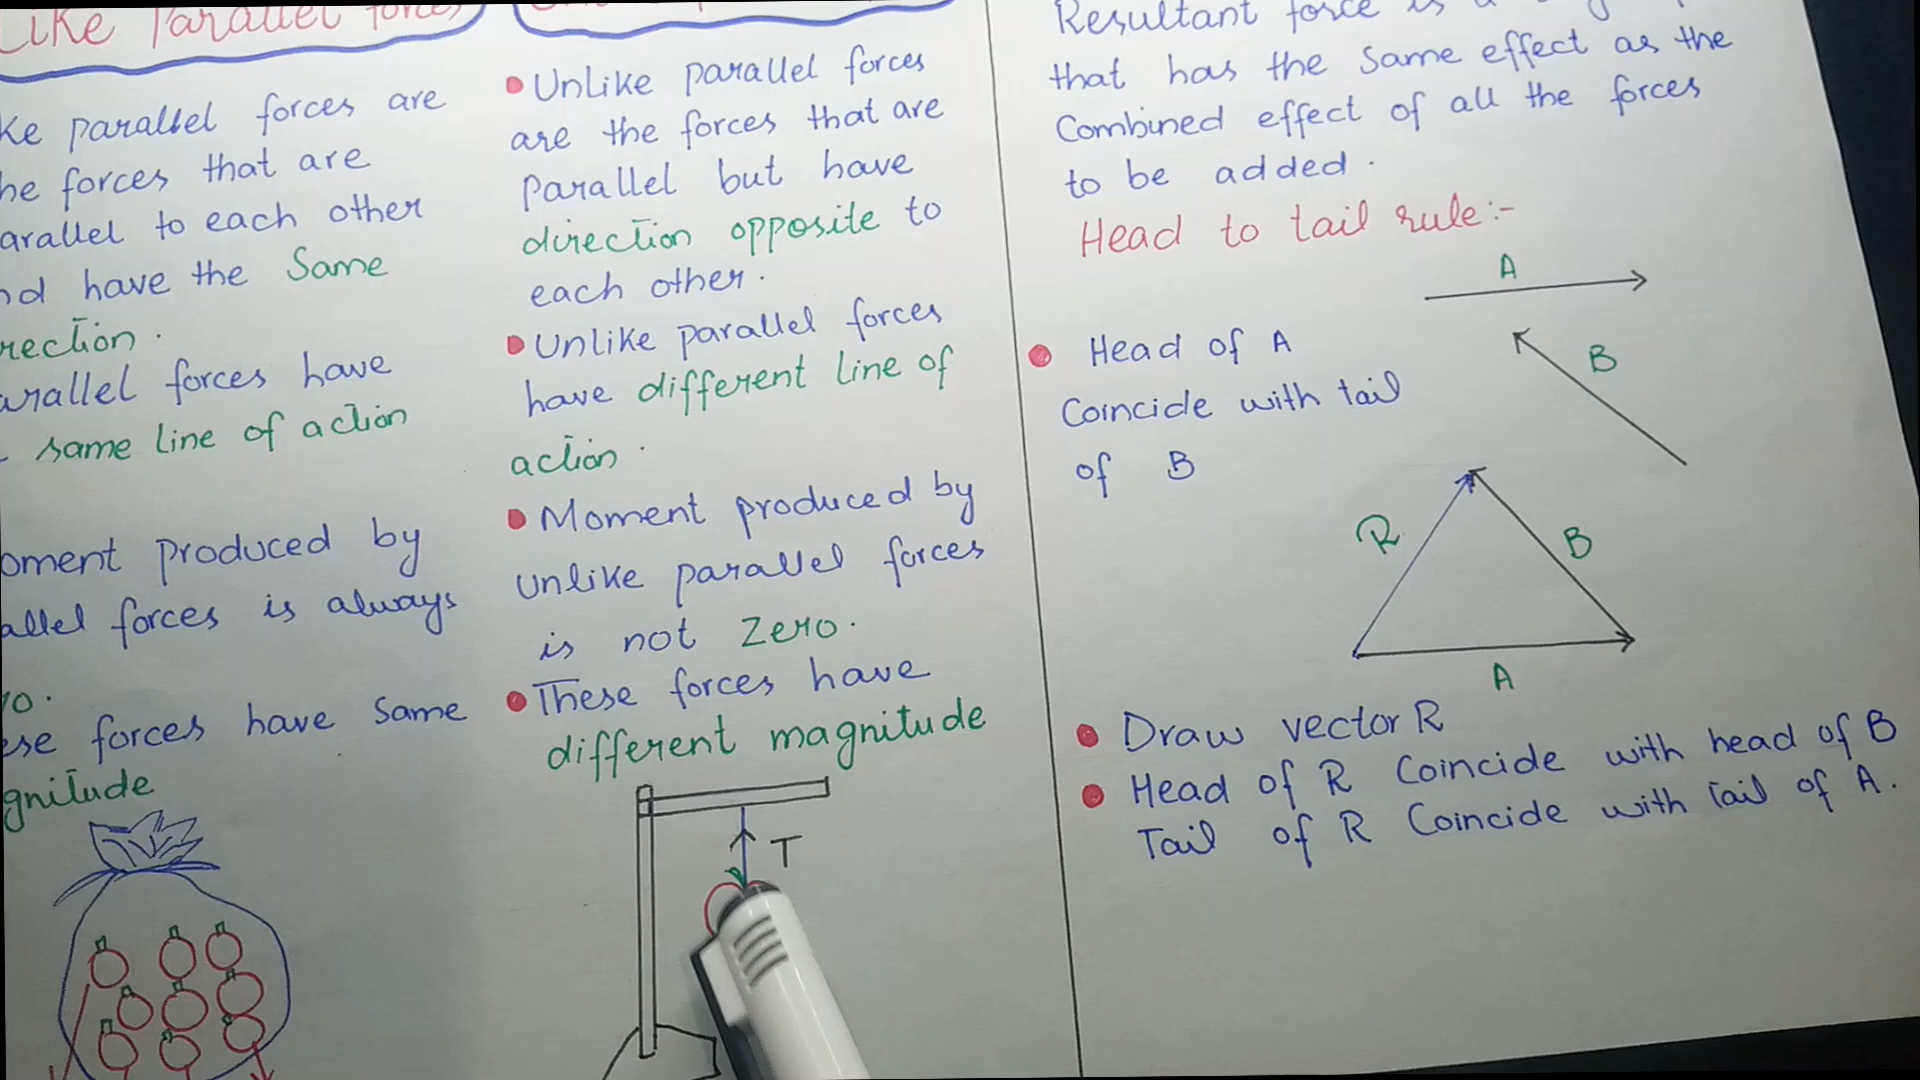 Like Parallel forces
parallel forces are
forces that are
to each other
have the Same
forces have
same line of action
produced by
forces is always
forces have Same
• Unlike parallel forces
are the forces that are
parallel but have
direction opposite to
each other.
• Unlike parallel forces
have different line of
action.
• Moment produced by
unlike parallel forces
is not zero.
• These forces have
different magnitude
T
Resultant force is a
that has the same effect as the
Combined effect of all the forces
to be added.
Head to tail rule:-
A
B
• Head of A
Coincide with tail
of B
R
B
A
• Draw vector R
• Head of R Coincide with head of B
Tail of R Coincide with Tail of A.